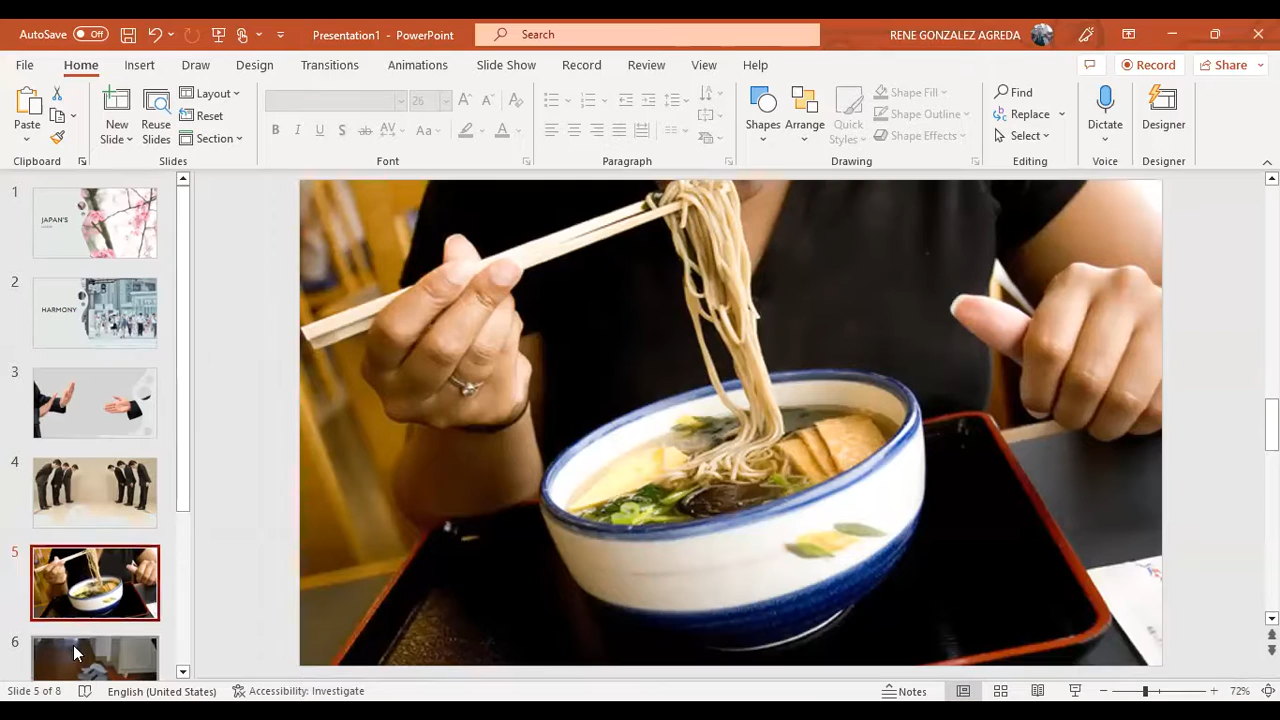 AutoSave Off Presentation1 - PowerPoint Search RENE GONZALEZ AGREDA
File Home Insert Draw Design Transitions Animations Slide Show Record Review View Help Record Share
Paste New Slide Reuse Slides Layout Reset Section 26 Aa Shapes Arrange Quick Styles Shape Fill Shape Outline Shape Effects Find Replace Select Dictate Designer
Clipboard Slides Font Paragraph Drawing Editing Voice Designer
1
JAPAN'S
2
HARMONY
3
4
5
6
Slide 5 of 8 English (United States) Accessibility: Investigate Notes 72%